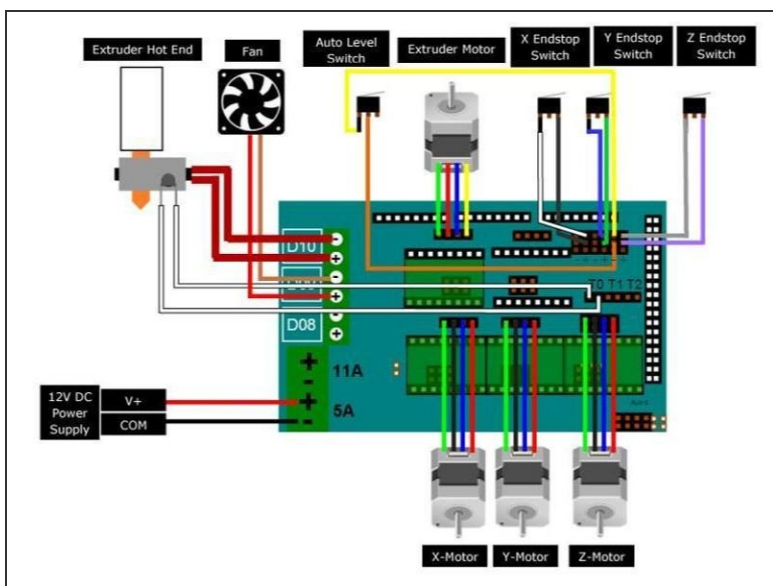 Extruder Hot End
Fan
Auto Level
Switch
Extruder Motor
X Endstop
Switch
Y Endstop
Switch
Z Endstop
Switch
D10
-
+
-
+
D08
-
+
T0 T1 T2
+
-
11A
+
-
5A
12V DC
Power
Supply
V+
COM
X-Motor
Y-Motor
Z-Motor